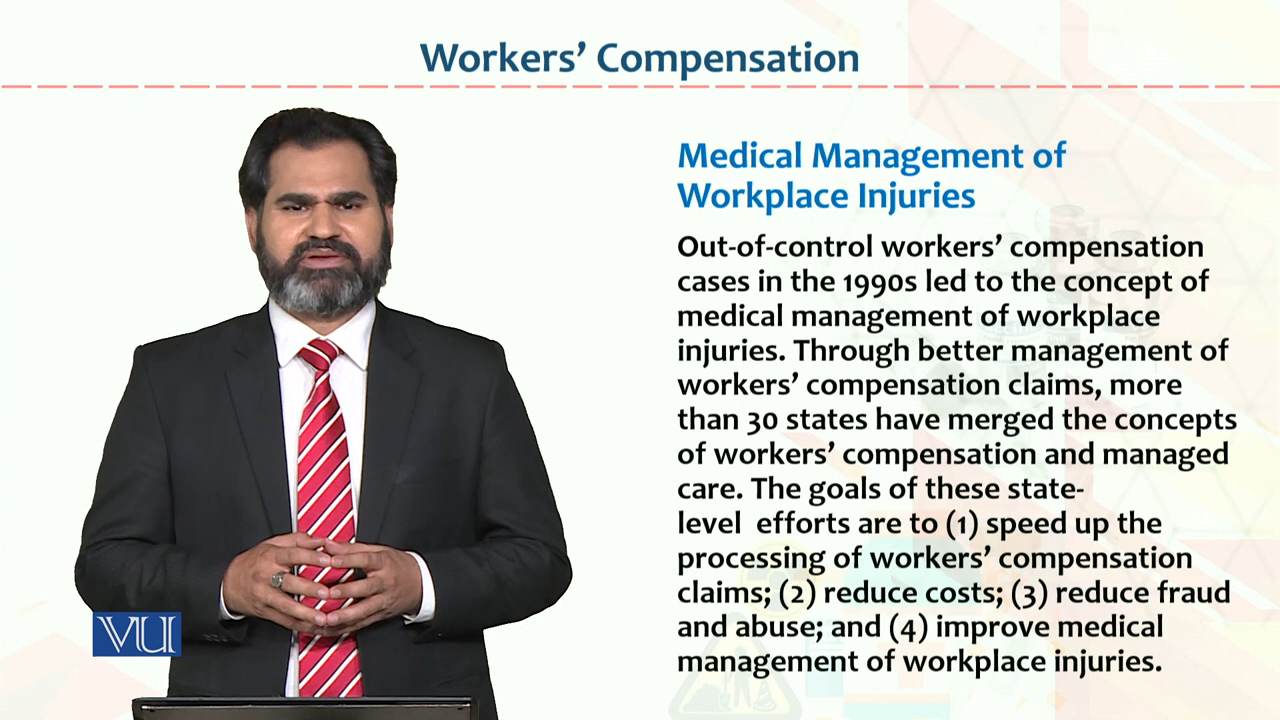 Workers' Compensation
Medical Management of
Workplace Injuries
Out-of-control workers' compensation
cases in the 1990s led to the concept of
medical management of workplace
injuries. Through better management of
workers' compensation claims, more
than 30 states have merged the concepts
of workers' compensation and managed
care. The goals of these state-
level  efforts are to (1) speed up the
processing of workers' compensation
claims; (2) reduce costs; (3) reduce fraud
and abuse; and (4) improve medical
management of workplace injuries.
VU